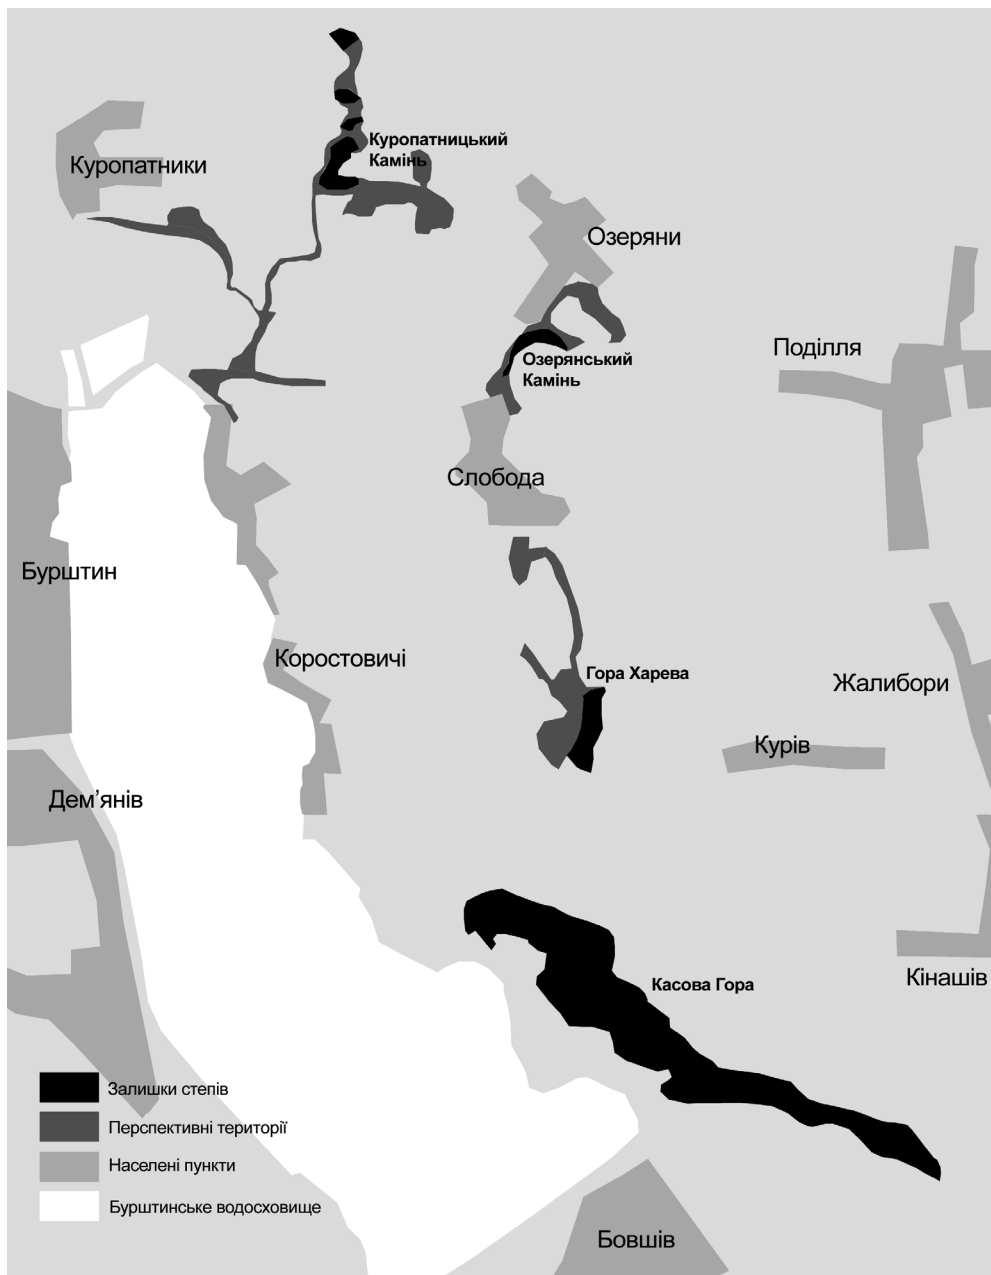 Куропатницький
Камінь
Куропатники
Озеряни
Поділля
Озерянський
Камінь
Слобода
Бурштин
Коростовичі
Гора Харева
Жалибори
Курів
Дем’янів
Кінашів
Касова Гора
Залишки степів
Перспективні території
Населені пункти
Бурштинське водосховище
Бовшів